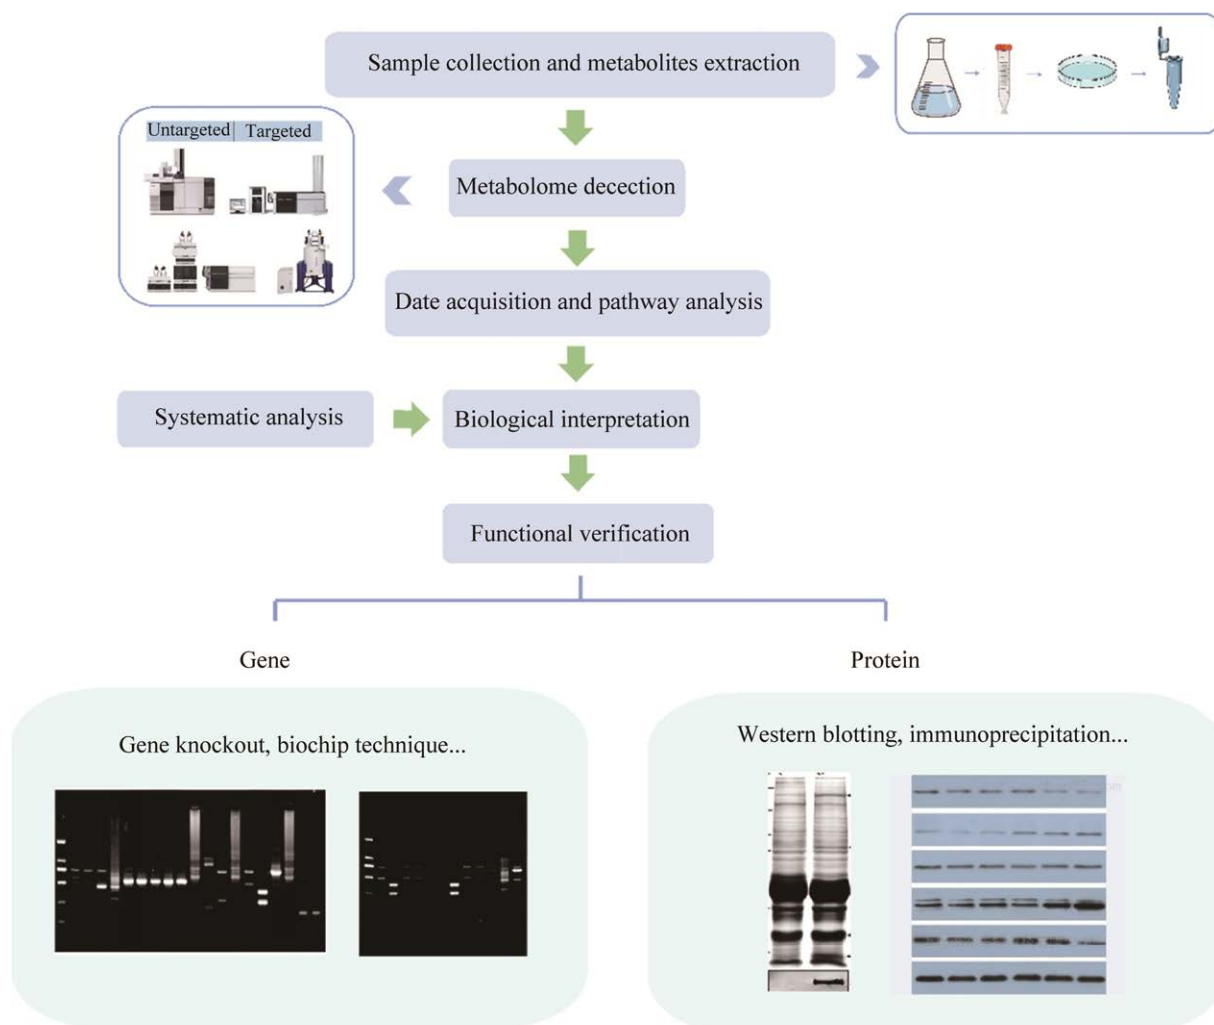 Sample collection and metabolites extraction
Untargeted Targeted
Metabolome decection
Date acquisition and pathway analysis
Systematic analysis
Biological interpretation
Functional verification
Gene
Protein
Gene knockout, biochip technique...
Western blotting, immunoprecipitation...